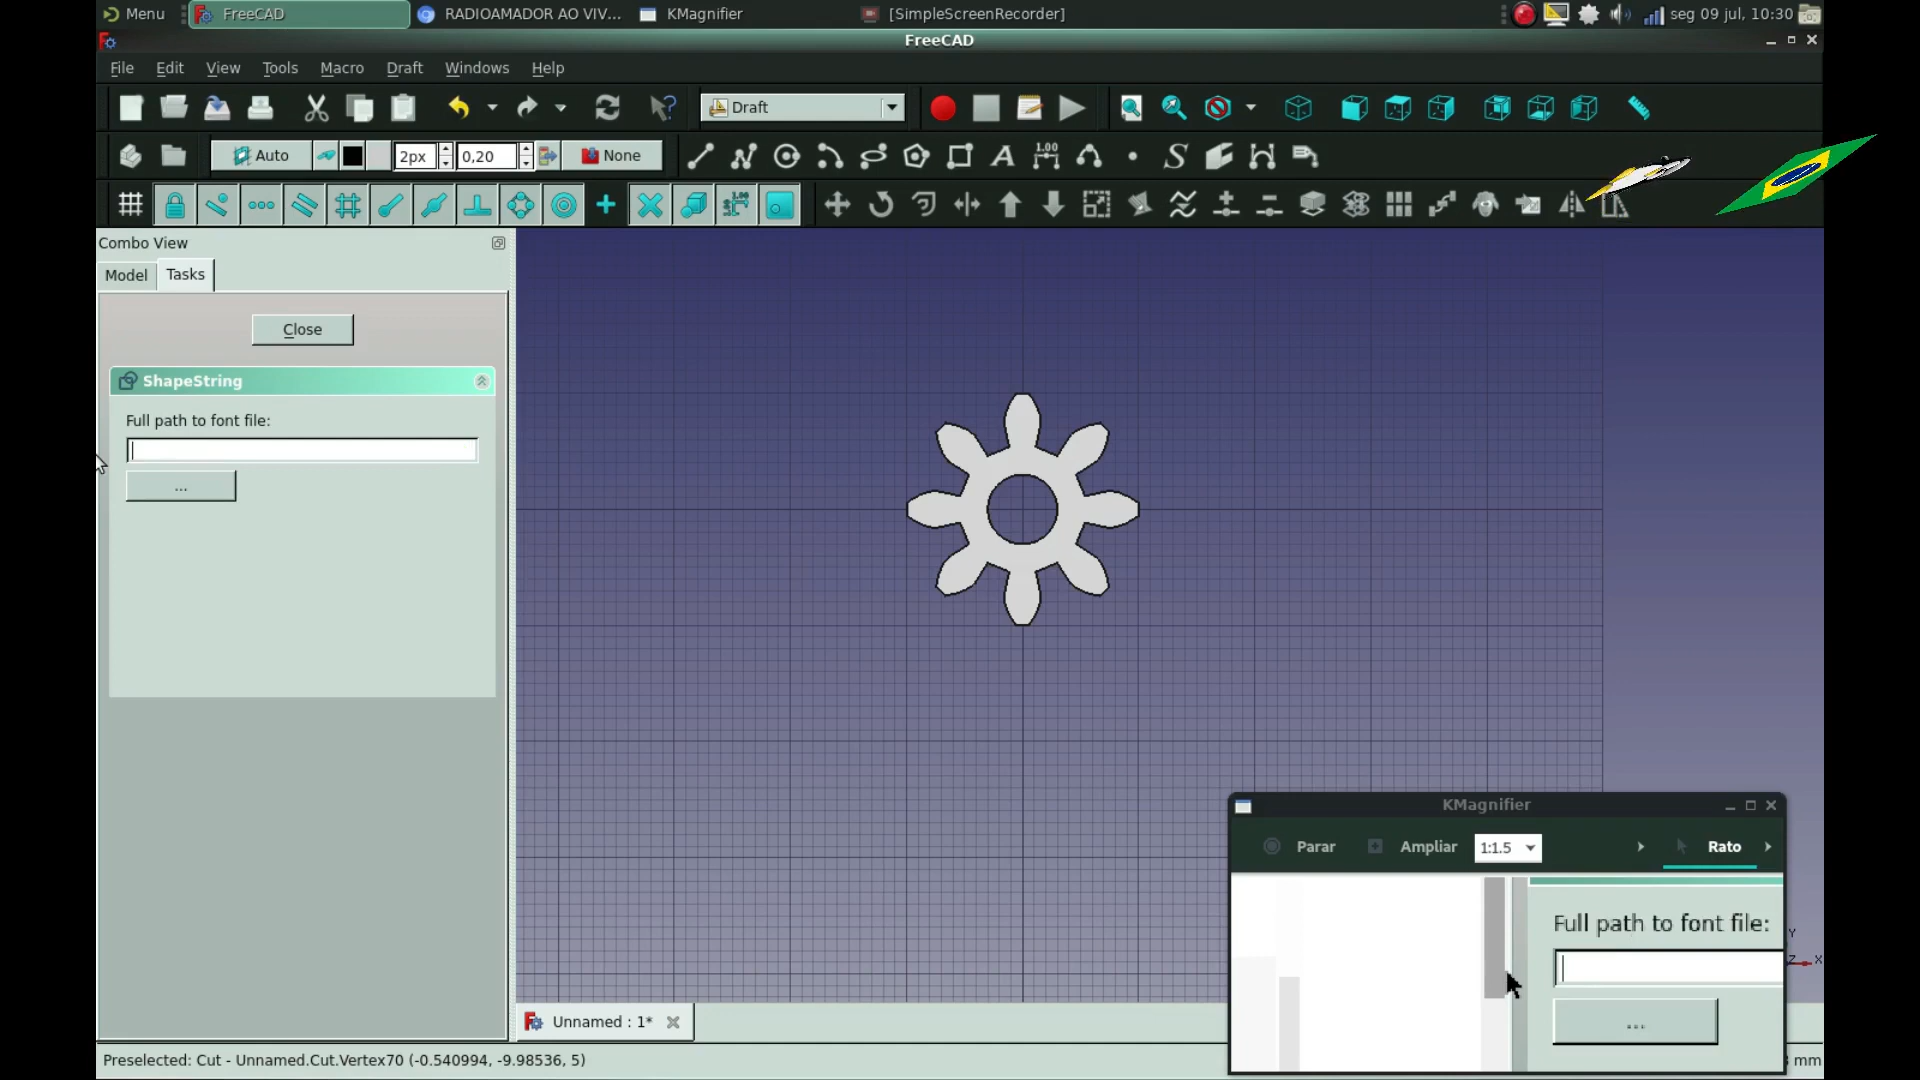 Menu FreeCAD RADIOAMADOR AO VIV... KMagnifier [SimpleScreenRecorder] seg 09 jul, 10:30
FreeCAD
File Edit View Tools Macro Draft Windows Help
Draft
Auto 2px 0,20 None
Combo View
Model Tasks
Close
ShapeString
Full path to font file:
...
KMagnifier
Parar Ampliar 1:1.5 Rato
Full path to font file:
...
Y
Z X
Unnamed : 1*
Preselected: Cut - Unnamed.Cut.Vertex70 (-0.540994, -9.98536, 5) mm